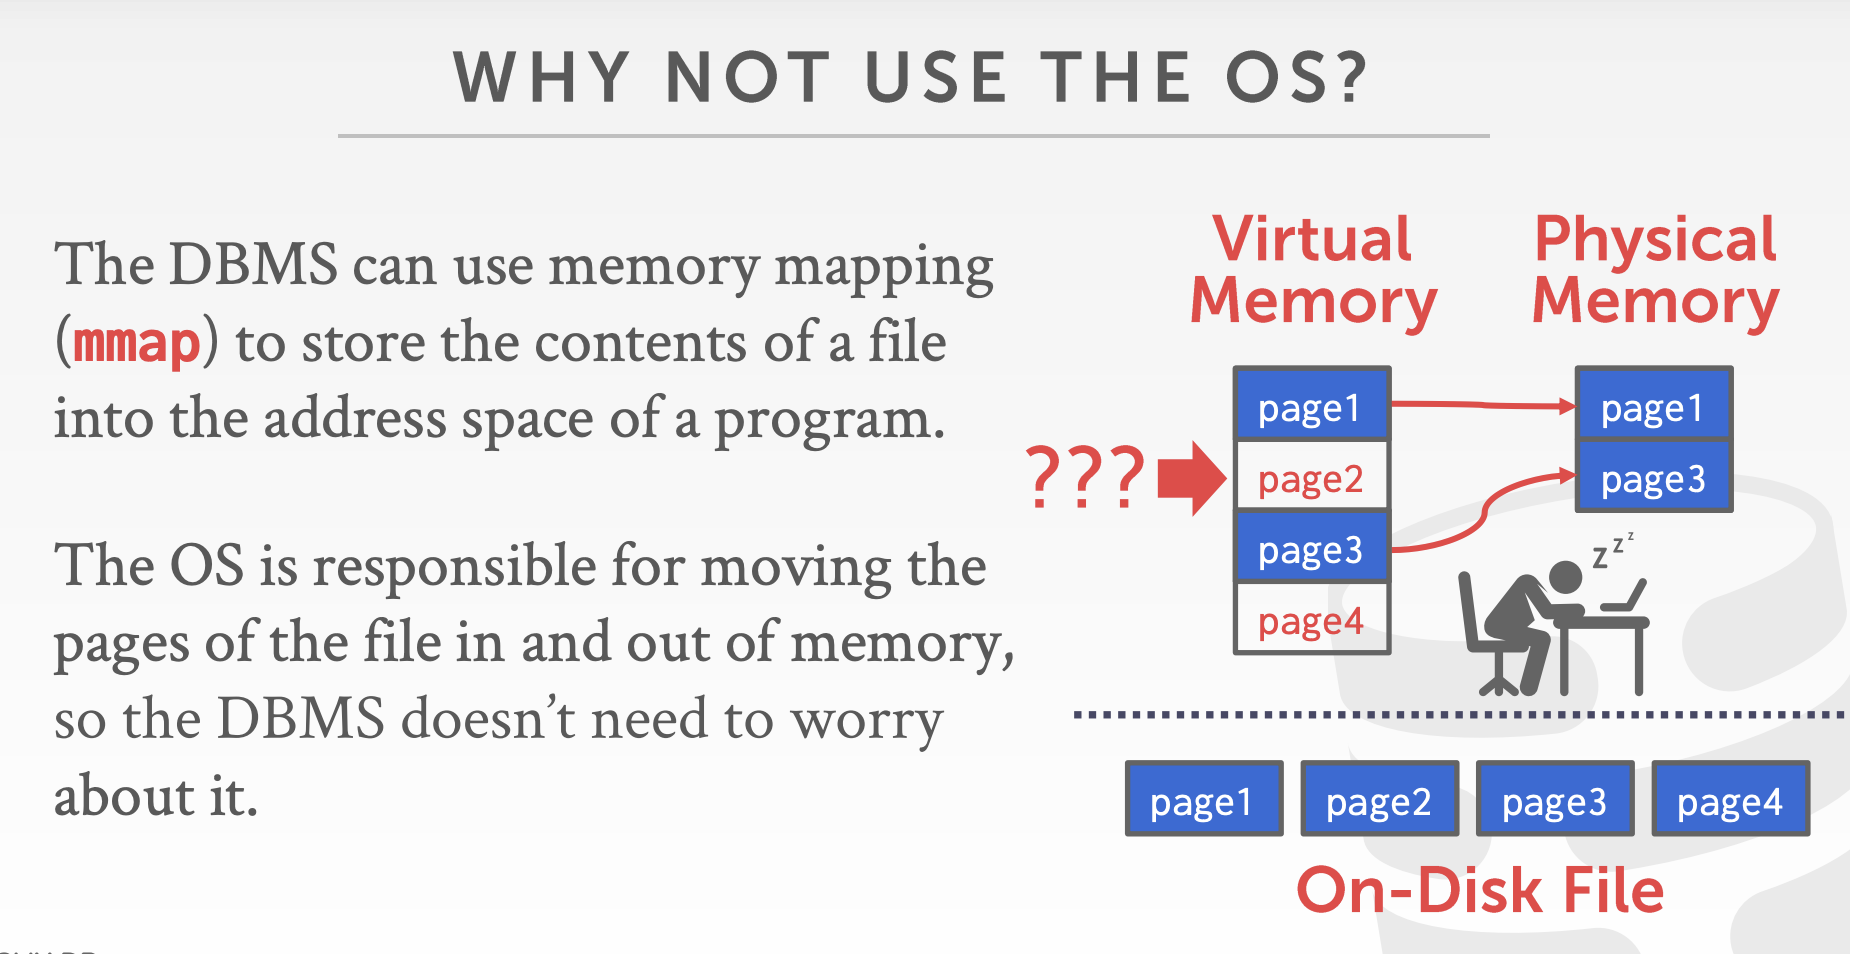 WHY NOT USE THE OS?
The DBMS can use memory mapping
(mmap) to store the contents of a file
into the address space of a program.
The OS is responsible for moving the
pages of the file in and out of memory,
so the DBMS doesn’t need to worry
about it.
Virtual
Memory
Physical
Memory
???
page1
page2
page3
page4
page1
page3
z z z
page1 page2 page3 page4
On-Disk File